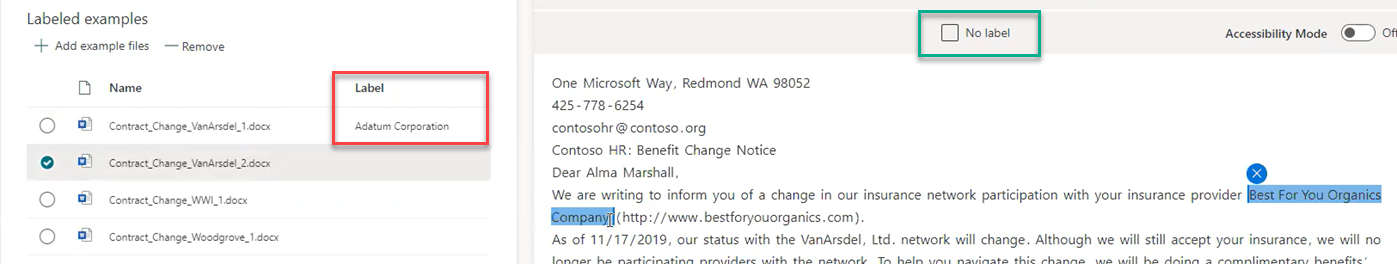 Labeled examples
Add example files Remove
Name Label
Contract_Change_VanArsdel_1.docx Adatum Corporation
Contract_Change_VanArsdel_2.docx
Contract_Change_WWI_1.docx
Contract_Change_Woodgrove_1.docx
No label Accessibility Mode Off
One Microsoft Way, Redmond WA 98052
425-778-6254
contosohr@contoso.org
Contoso HR: Benefit Change Notice
Dear Alma Marshall,
We are writing to inform you of a change in our insurance network participation with your insurance provider Best For You Organics
Company (http://www.bestforyouorganics.com).
As of 11/17/2019, our status with the VanArsdel, Ltd. network will change. Although we will still accept your insurance, we will no
longer be participating providers with the network. To help you navigate this change, we will be doing a complimentary benefits'